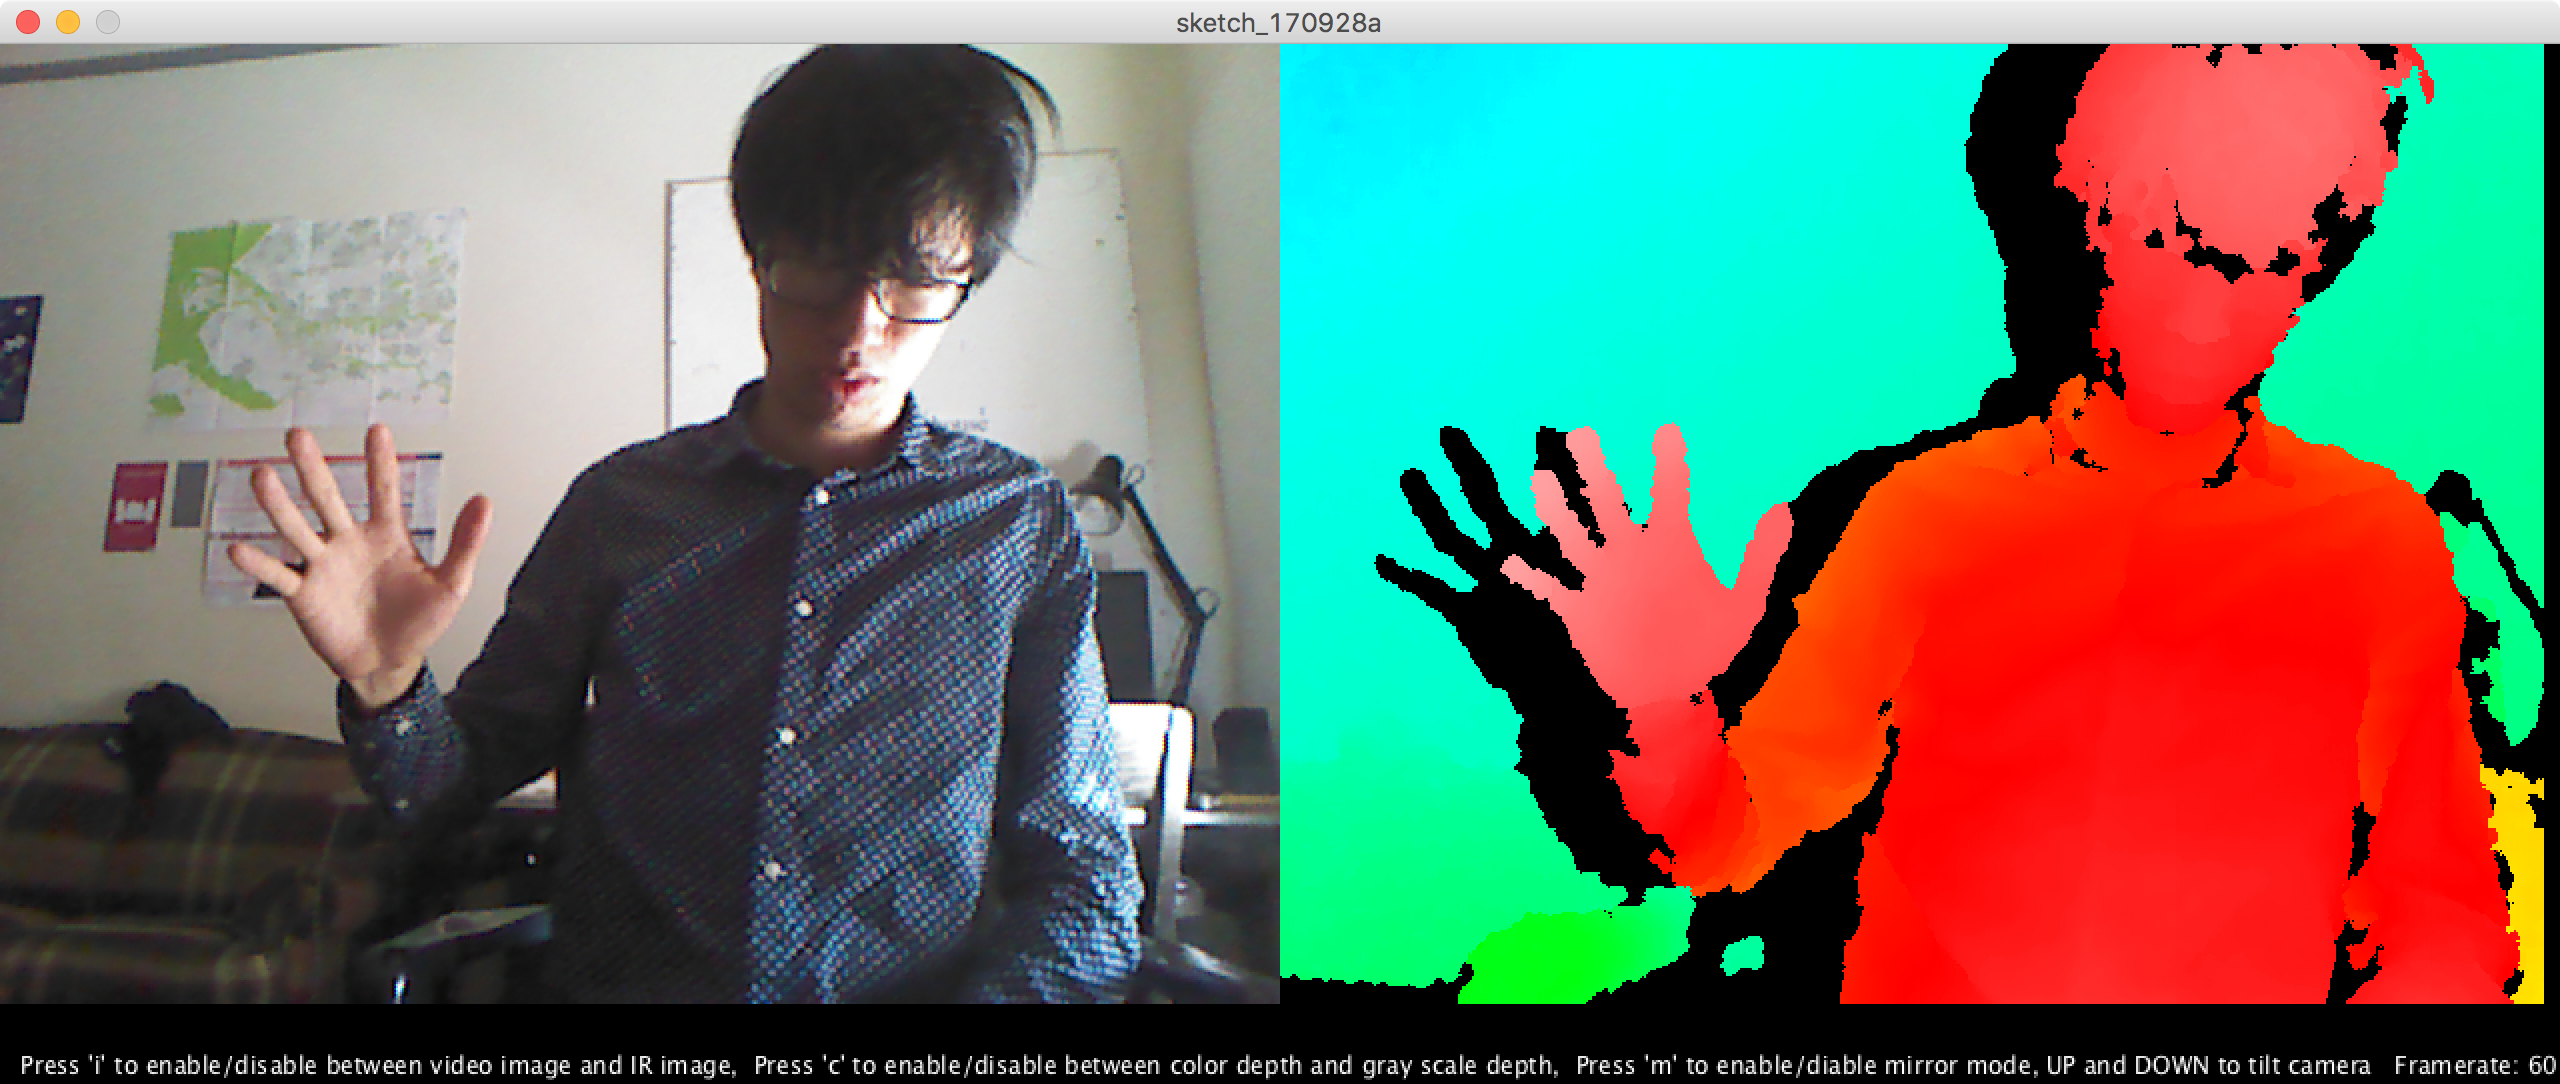 sketch_170928a
Press 'i' to enable/disable between video image and IR image,  Press 'c' to enable/disable between color depth and gray scale depth,  Press 'm' to enable/diable mirror mode, UP and DOWN to tilt camera   Framerate: 60